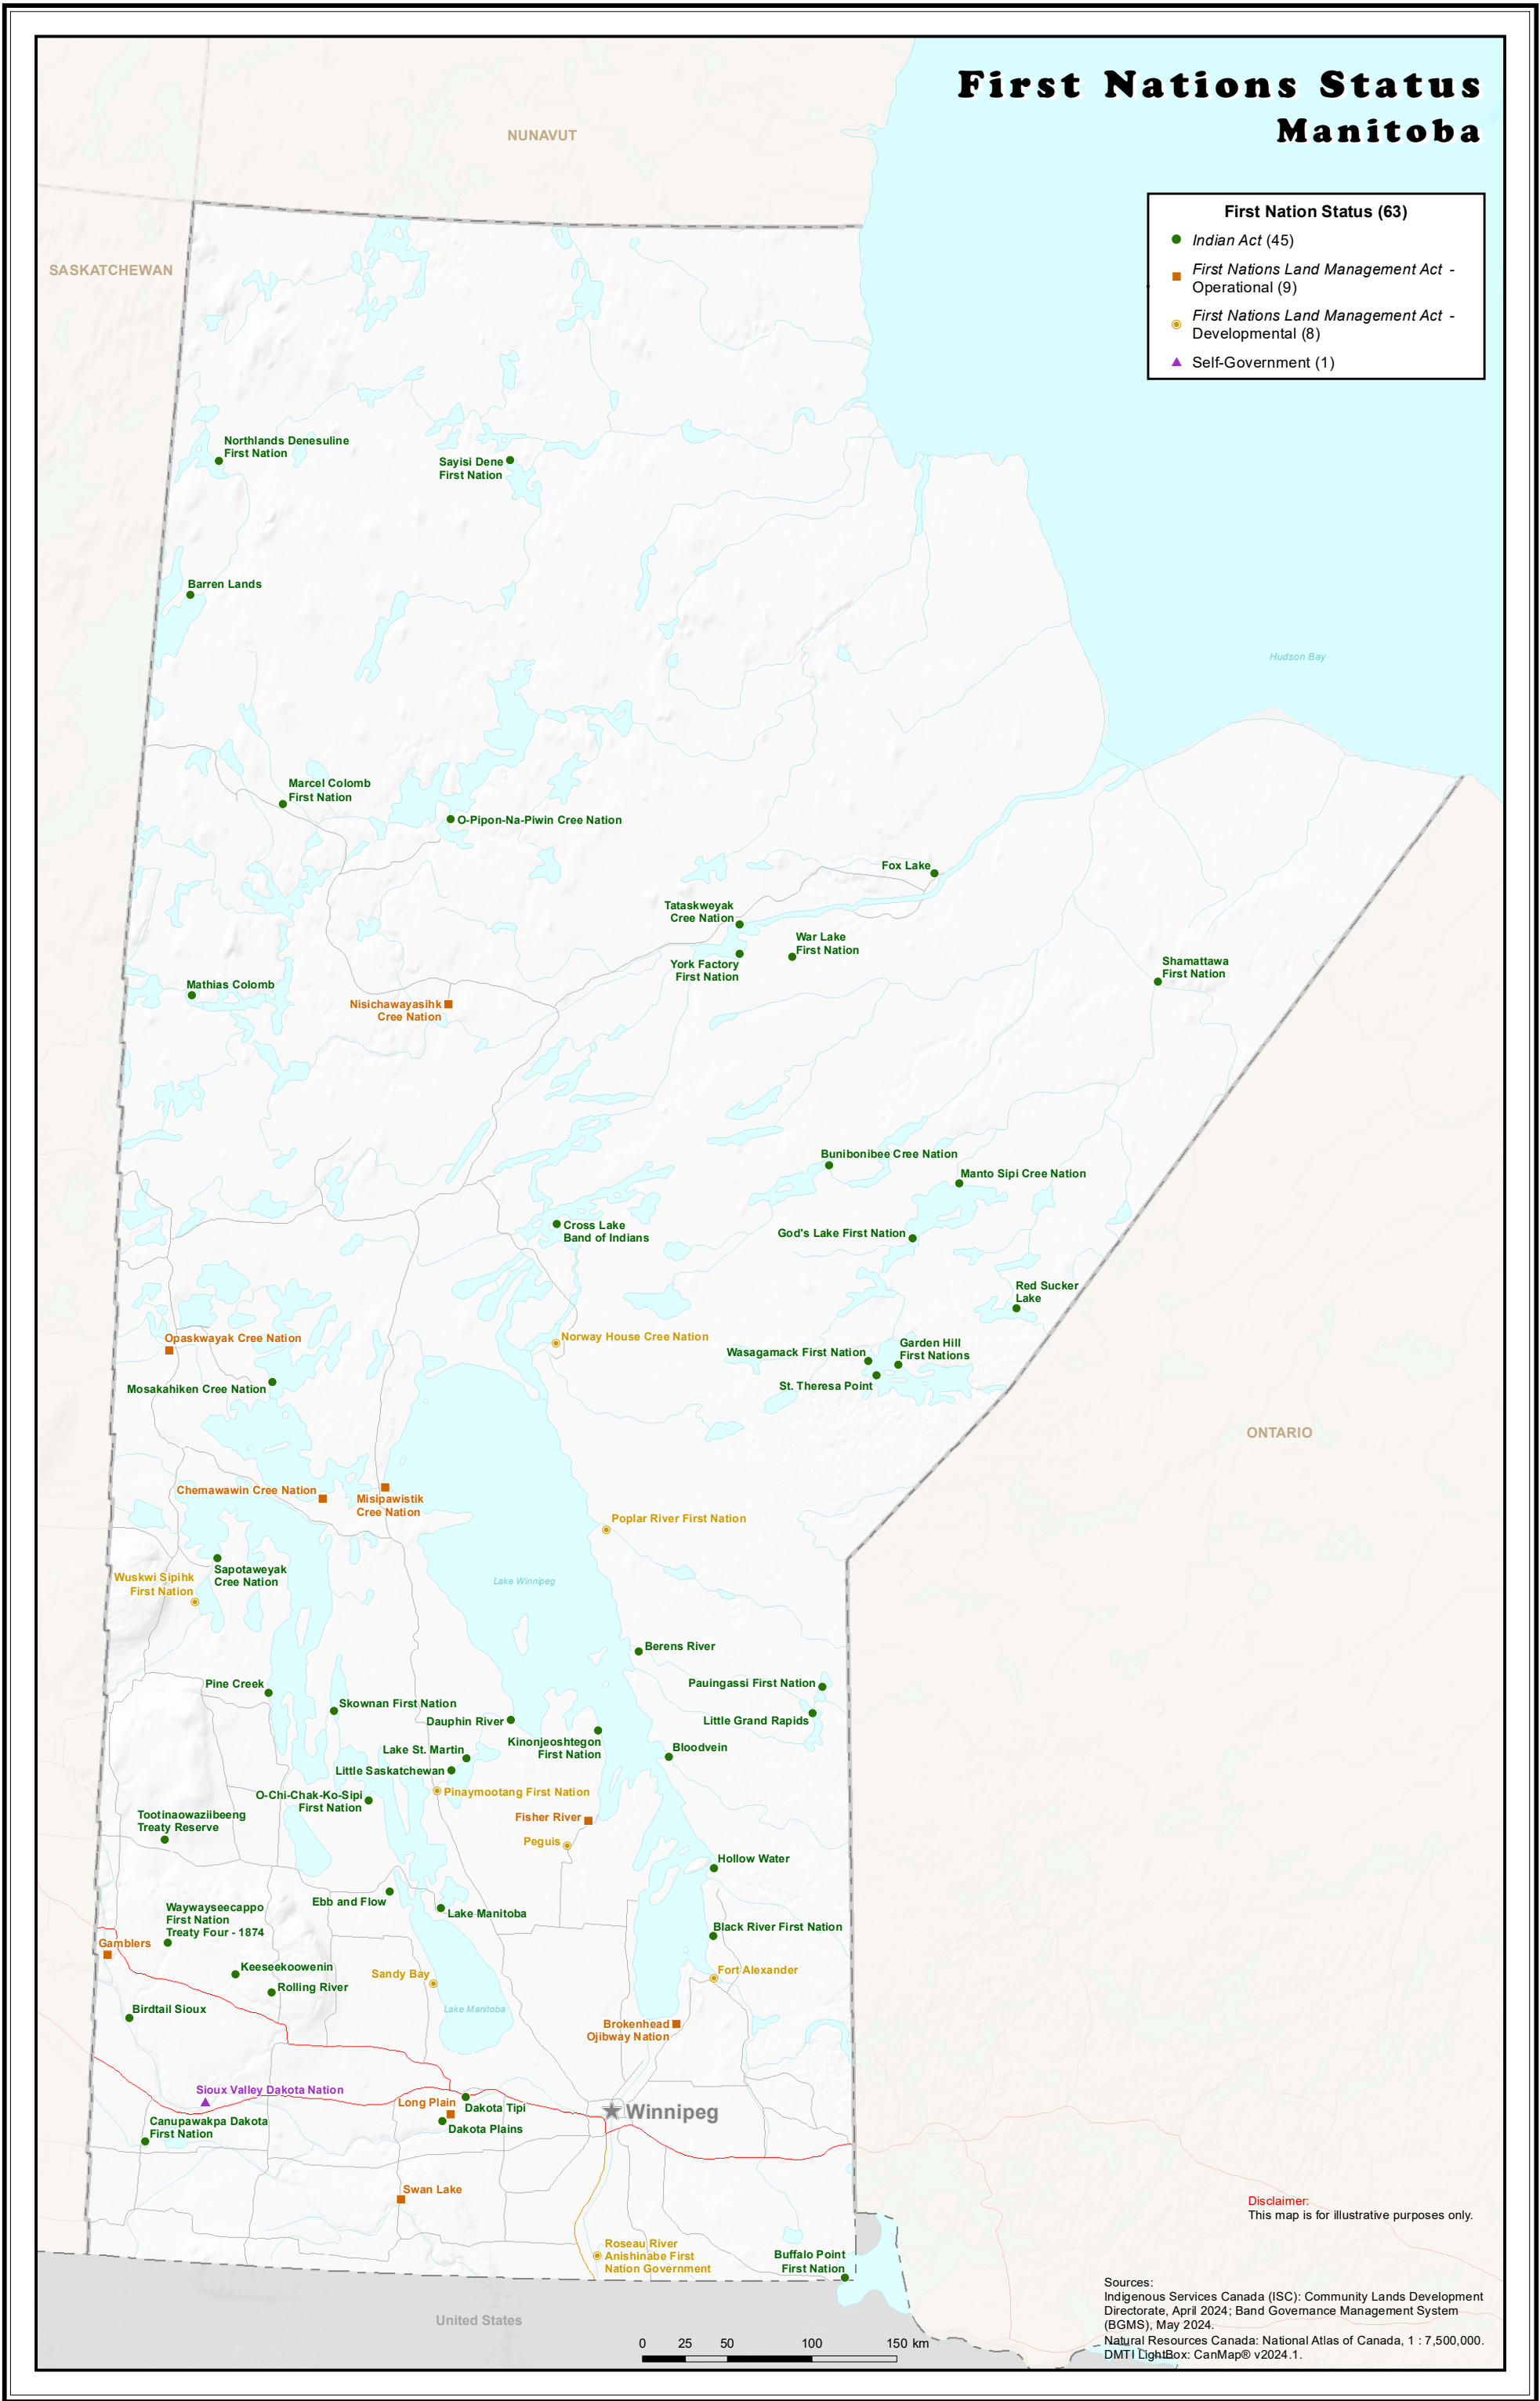 First Nations Status
Manitoba
NUNAVUT
First Nation Status (63)
Indian Act (45)
First Nations Land Management Act -
Operational (9)
First Nations Land Management Act -
Developmental (8)
Self-Government (1)
SASKATCHEWAN
Northlands Denesuline
First Nation
Sayisi Dene
First Nation
Barren Lands
Hudson Bay
Marcel Colomb
First Nation
O-Pipon-Na-Piwin Cree Nation
Fox Lake
Tataskweyak
Cree Nation
War Lake
First Nation
York Factory
First Nation
Shamattawa
First Nation
Mathias Colomb
Nisichawayasihk
Cree Nation
Bunibonibee Cree Nation
Manto Sipi Cree Nation
Cross Lake
Band of Indians
God's Lake First Nation
Red Sucker
Lake
Opaskwayak Cree Nation
Norway House Cree Nation
Garden Hill
First Nations
Wasagamack First Nation
St. Theresa Point
Mosakahiken Cree Nation
ONTARIO
Chemawawin Cree Nation
Misipawistik
Cree Nation
Poplar River First Nation
Sapotaweyak
Cree Nation
Wuskwi Sipihk
First Nation
Lake Winnipeg
Berens River
Pine Creek
Pauingassi First Nation
Skownan First Nation
Dauphin River
Little Grand Rapids
Kinonjeoshtegon
First Nation
Bloodvein
Lake St. Martin
Little Saskatchewan
Pinaymootang First Nation
O-Chi-Chak-Ko-Sipi
First Nation
Tootinaowaziibeeng
Treaty Reserve
Fisher River
Peguis
Hollow Water
Ebb and Flow
Lake Manitoba
Waywayseecappo
First Nation
Treaty Four - 1874
Black River First Nation
Gamblers
Keeseekoowenin
Sandy Bay
Fort Alexander
Rolling River
Birdtail Sioux
Lake Manitoba
Brokenhead
Ojibway Nation
Sioux Valley Dakota Nation
Long Plain
Dakota Tipi
Winnipeg
Canupawakpa Dakota
First Nation
Dakota Plains
Swan Lake
Disclaimer:
This map is for illustrative purposes only.
Roseau River
Anishinabe First
Nation Government
Buffalo Point
First Nation
United States
0 25 50 100 150 km
Sources:
Indigenous Services Canada (ISC): Community Lands Development
Directorate, April 2024; Band Governance Management System
(BGMS), May 2024.
Natural Resources Canada: National Atlas of Canada, 1 : 7,500,000.
DMTI LightBox: CanMap® v2024.1.